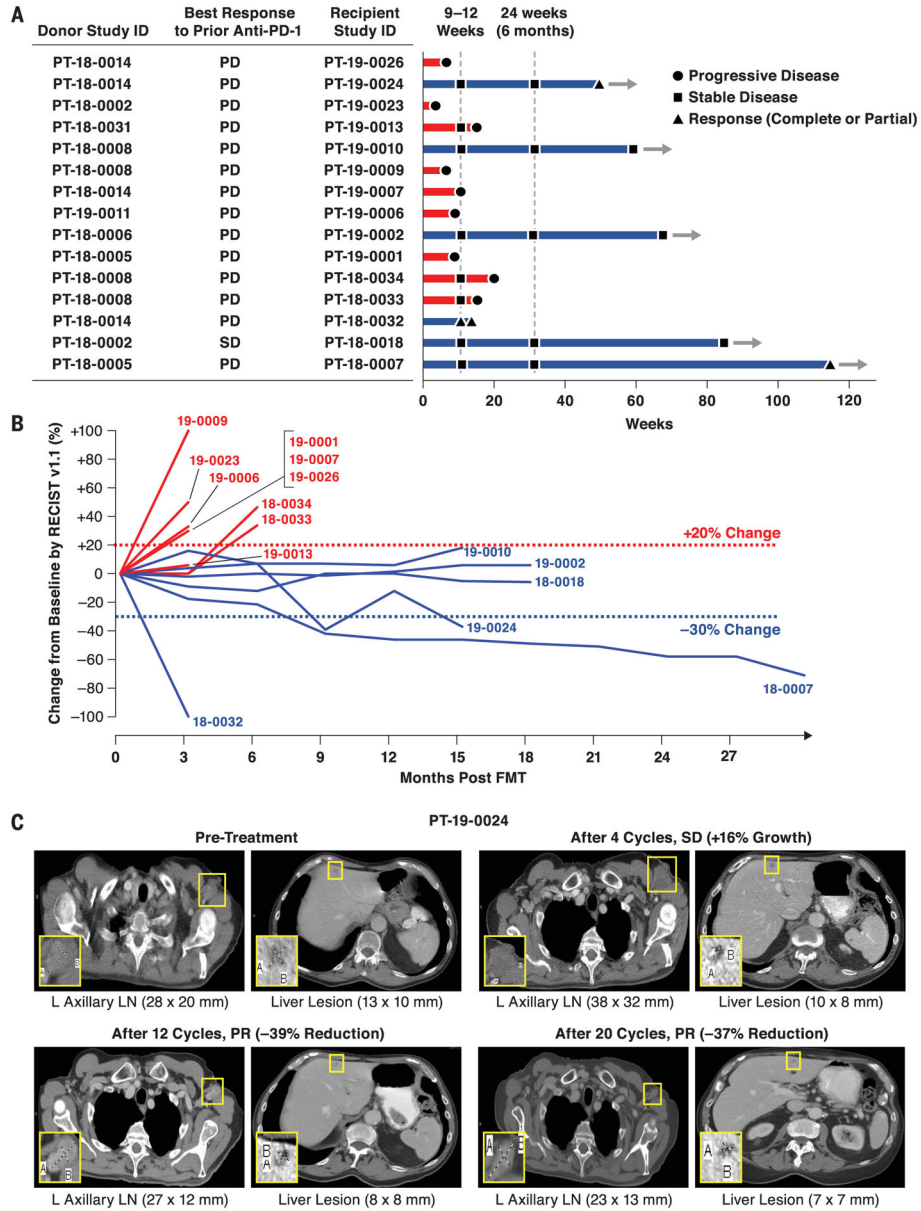 A
Donor Study ID Best Response to Prior Anti-PD-1 Recipient Study ID 9–12 Weeks 24 weeks (6 months)
PT-18-0014 PD PT-19-0026
PT-18-0014 PD PT-19-0024
PT-18-0002 PD PT-19-0023
PT-18-0031 PD PT-19-0013
PT-18-0008 PD PT-19-0010
PT-18-0008 PD PT-19-0009
PT-18-0014 PD PT-19-0007
PT-19-0011 PD PT-19-0006
PT-18-0006 PD PT-19-0002
PT-18-0005 PD PT-19-0001
PT-18-0008 PD PT-18-0034
PT-18-0008 PD PT-18-0033
PT-18-0014 PD PT-18-0032
PT-18-0002 SD PT-18-0018
PT-18-0005 PD PT-18-0007
Progressive Disease
Stable Disease
Response (Complete or Partial)
0 20 40 60 80 100 120
Weeks
B
Change from Baseline by RECIST v1.1 (%)
+100
+80
+60
+40
+20
0
−20
−40
−60
−80
−100
19-0009
19-0023
19-0006
19-0001
19-0007
19-0026
18-0034
18-0033
19-0013
+20% Change
19-0010
19-0002
18-0018
−30% Change
19-0024
18-0007
18-0032
0 3 6 9 12 15 18 21 24 27
Months Post FMT
C
PT-19-0024
Pre-Treatment
After 4 Cycles, SD (+16% Growth)
A B
A B
A B
L Axillary LN (28 x 20 mm)
Liver Lesion (13 x 10 mm)
L Axillary LN (38 x 32 mm)
Liver Lesion (10 x 8 mm)
After 12 Cycles, PR (−39% Reduction)
After 20 Cycles, PR (−37% Reduction)
A B
B A
A
A B
L Axillary LN (27 x 12 mm)
Liver Lesion (8 x 8 mm)
L Axillary LN (23 x 13 mm)
Liver Lesion (7 x 7 mm)